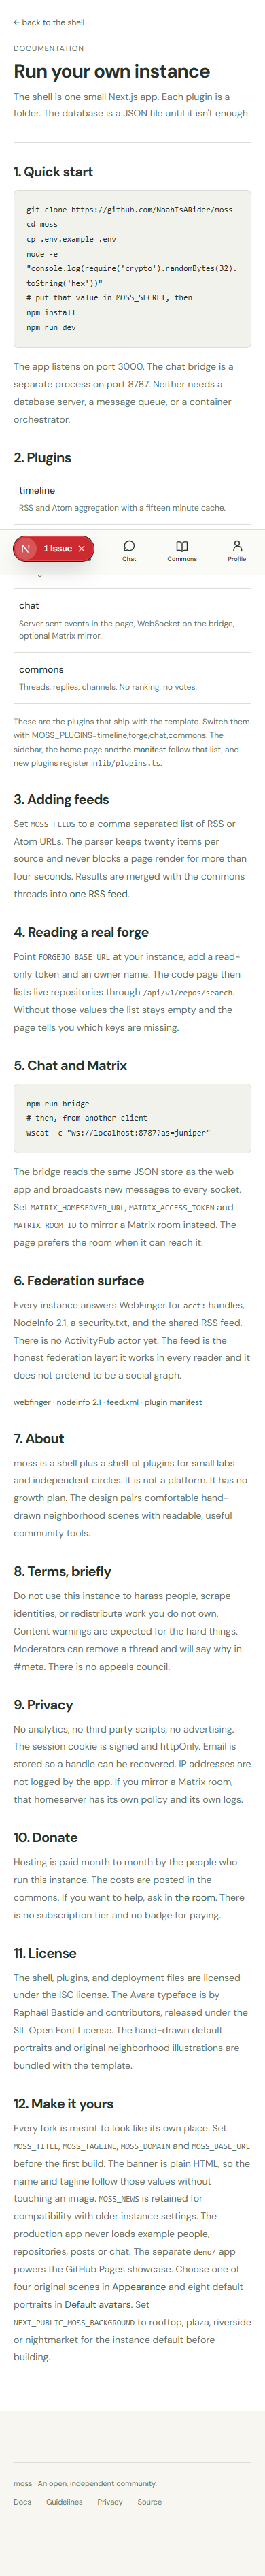 ← back to the shell
DOCUMENTATION
Run your own instance
The shell is one small Next.js app. Each plugin is a
folder. The database is a JSON file until it isn't enough.
1. Quick start
git clone https://github.com/NoahIsARider/moss
cd moss
cp .env.example .env
node -e
"console.log(require('crypto').randomBytes(32).
toString('hex'))"
# put that value in MOSS_SECRET, then
npm install
npm run dev
The app listens on port 3000. The chat bridge is a
separate process on port 8787. Neither needs a
database server, a message queue, or a container
orchestrator.
2. Plugins
timeline
RSS and Atom aggregation with a fifteen minute cache.
N 1 Issue ×
Chat
Commons
Profile
chat
Server sent events in the page, WebSocket on the bridge,
optional Matrix mirror.
commons
Threads, replies, channels. No ranking, no votes.
These are the plugins that ship with the template. Switch them
with MOSS_PLUGINS=timeline,forge,chat,commons. The
sidebar, the home page andthe manifest follow that list, and
new plugins register inlib/plugins.ts.
3. Adding feeds
Set MOSS_FEEDS to a comma separated list of RSS or
Atom URLs. The parser keeps twenty items per
source and never blocks a page render for more than
four seconds. Results are merged with the commons
threads into one RSS feed.
4. Reading a real forge
Point FORGEJO_BASE_URL at your instance, add a read-
only token and an owner name. The code page then
lists live repositories through /api/v1/repos/search.
Without those values the list stays empty and the
page tells you which keys are missing.
5. Chat and Matrix
npm run bridge
# then, from another client
wscat -c "ws://localhost:8787?as=juniper"
The bridge reads the same JSON store as the web
app and broadcasts new messages to every socket.
Set MATRIX_HOMESERVER_URL, MATRIX_ACCESS_TOKEN and
MATRIX_ROOM_ID to mirror a Matrix room instead. The
page prefers the room when it can reach it.
6. Federation surface
Every instance answers WebFinger for acct: handles,
NodeInfo 2.1, a security.txt, and the shared RSS feed.
There is no ActivityPub actor yet. The feed is the
honest federation layer: it works in every reader and it
does not pretend to be a social graph.
webfinger · nodeinfo 2.1 · feed.xml · plugin manifest
7. About
moss is a shell plus a shelf of plugins for small labs
and independent circles. It is not a platform. It has no
growth plan. The design pairs comfortable hand-
drawn neighborhood scenes with readable, useful
community tools.
8. Terms, briefly
Do not use this instance to harass people, scrape
identities, or redistribute work you do not own.
Content warnings are expected for the hard things.
Moderators can remove a thread and will say why in
#meta. There is no appeals council.
9. Privacy
No analytics, no third party scripts, no advertising.
The session cookie is signed and httpOnly. Email is
stored so a handle can be recovered. IP addresses are
not logged by the app. If you mirror a Matrix room,
that homeserver has its own policy and its own logs.
10. Donate
Hosting is paid month to month by the people who
run this instance. The costs are posted in the
commons. If you want to help, ask in the room. There
is no subscription tier and no badge for paying.
11. License
The shell, plugins, and deployment files are licensed
under the ISC license. The Avara typeface is by
Raphaël Bastide and contributors, released under the
SIL Open Font License. The hand-drawn default
portraits and original neighborhood illustrations are
bundled with the template.
12. Make it yours
Every fork is meant to look like its own place. Set
MOSS_TITLE, MOSS_TAGLINE, MOSS_DOMAIN and MOSS_BASE_URL
before the first build. The banner is plain HTML, so the
name and tagline follow those values without
touching an image. MOSS_NEWS is retained for
compatibility with older instance settings. The
production app never loads example people,
repositories, posts or chat. The separate demo/ app
powers the GitHub Pages showcase. Choose one of
four original scenes in Appearance and eight default
portraits in Default avatars. Set
NEXT_PUBLIC_MOSS_BACKGROUND to rooftop, plaza, riverside
or nightmarket for the instance default before
building.
moss · An open, independent community.
Docs
Guidelines
Privacy
Source